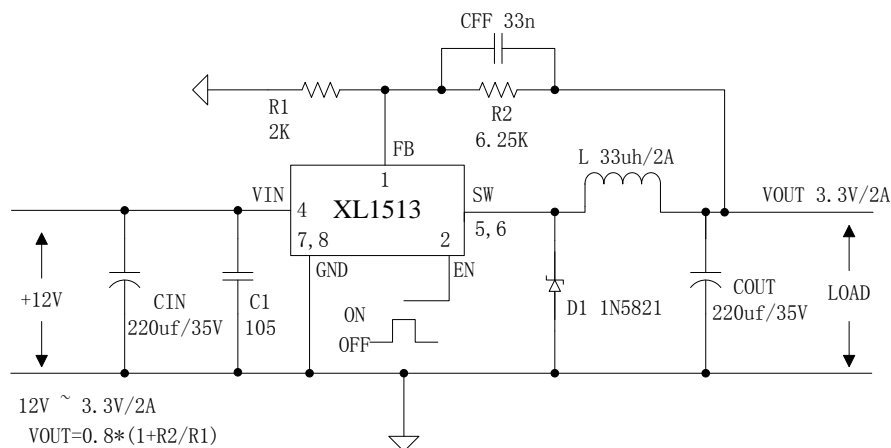 CFF 33n
R1
2K
R2
6.25K
FB
1
L 33uh/2A
VIN
4
XL1513
SW
5,6
VOUT 3.3V/2A
7,8
2
GND
EN
+12V
CIN
220uf/35V
C1
105
ON
OFF
D1 1N5821
COUT
220uf/35V
LOAD
12V ~ 3.3V/2A
VOUT=0.8*(1+R2/R1)